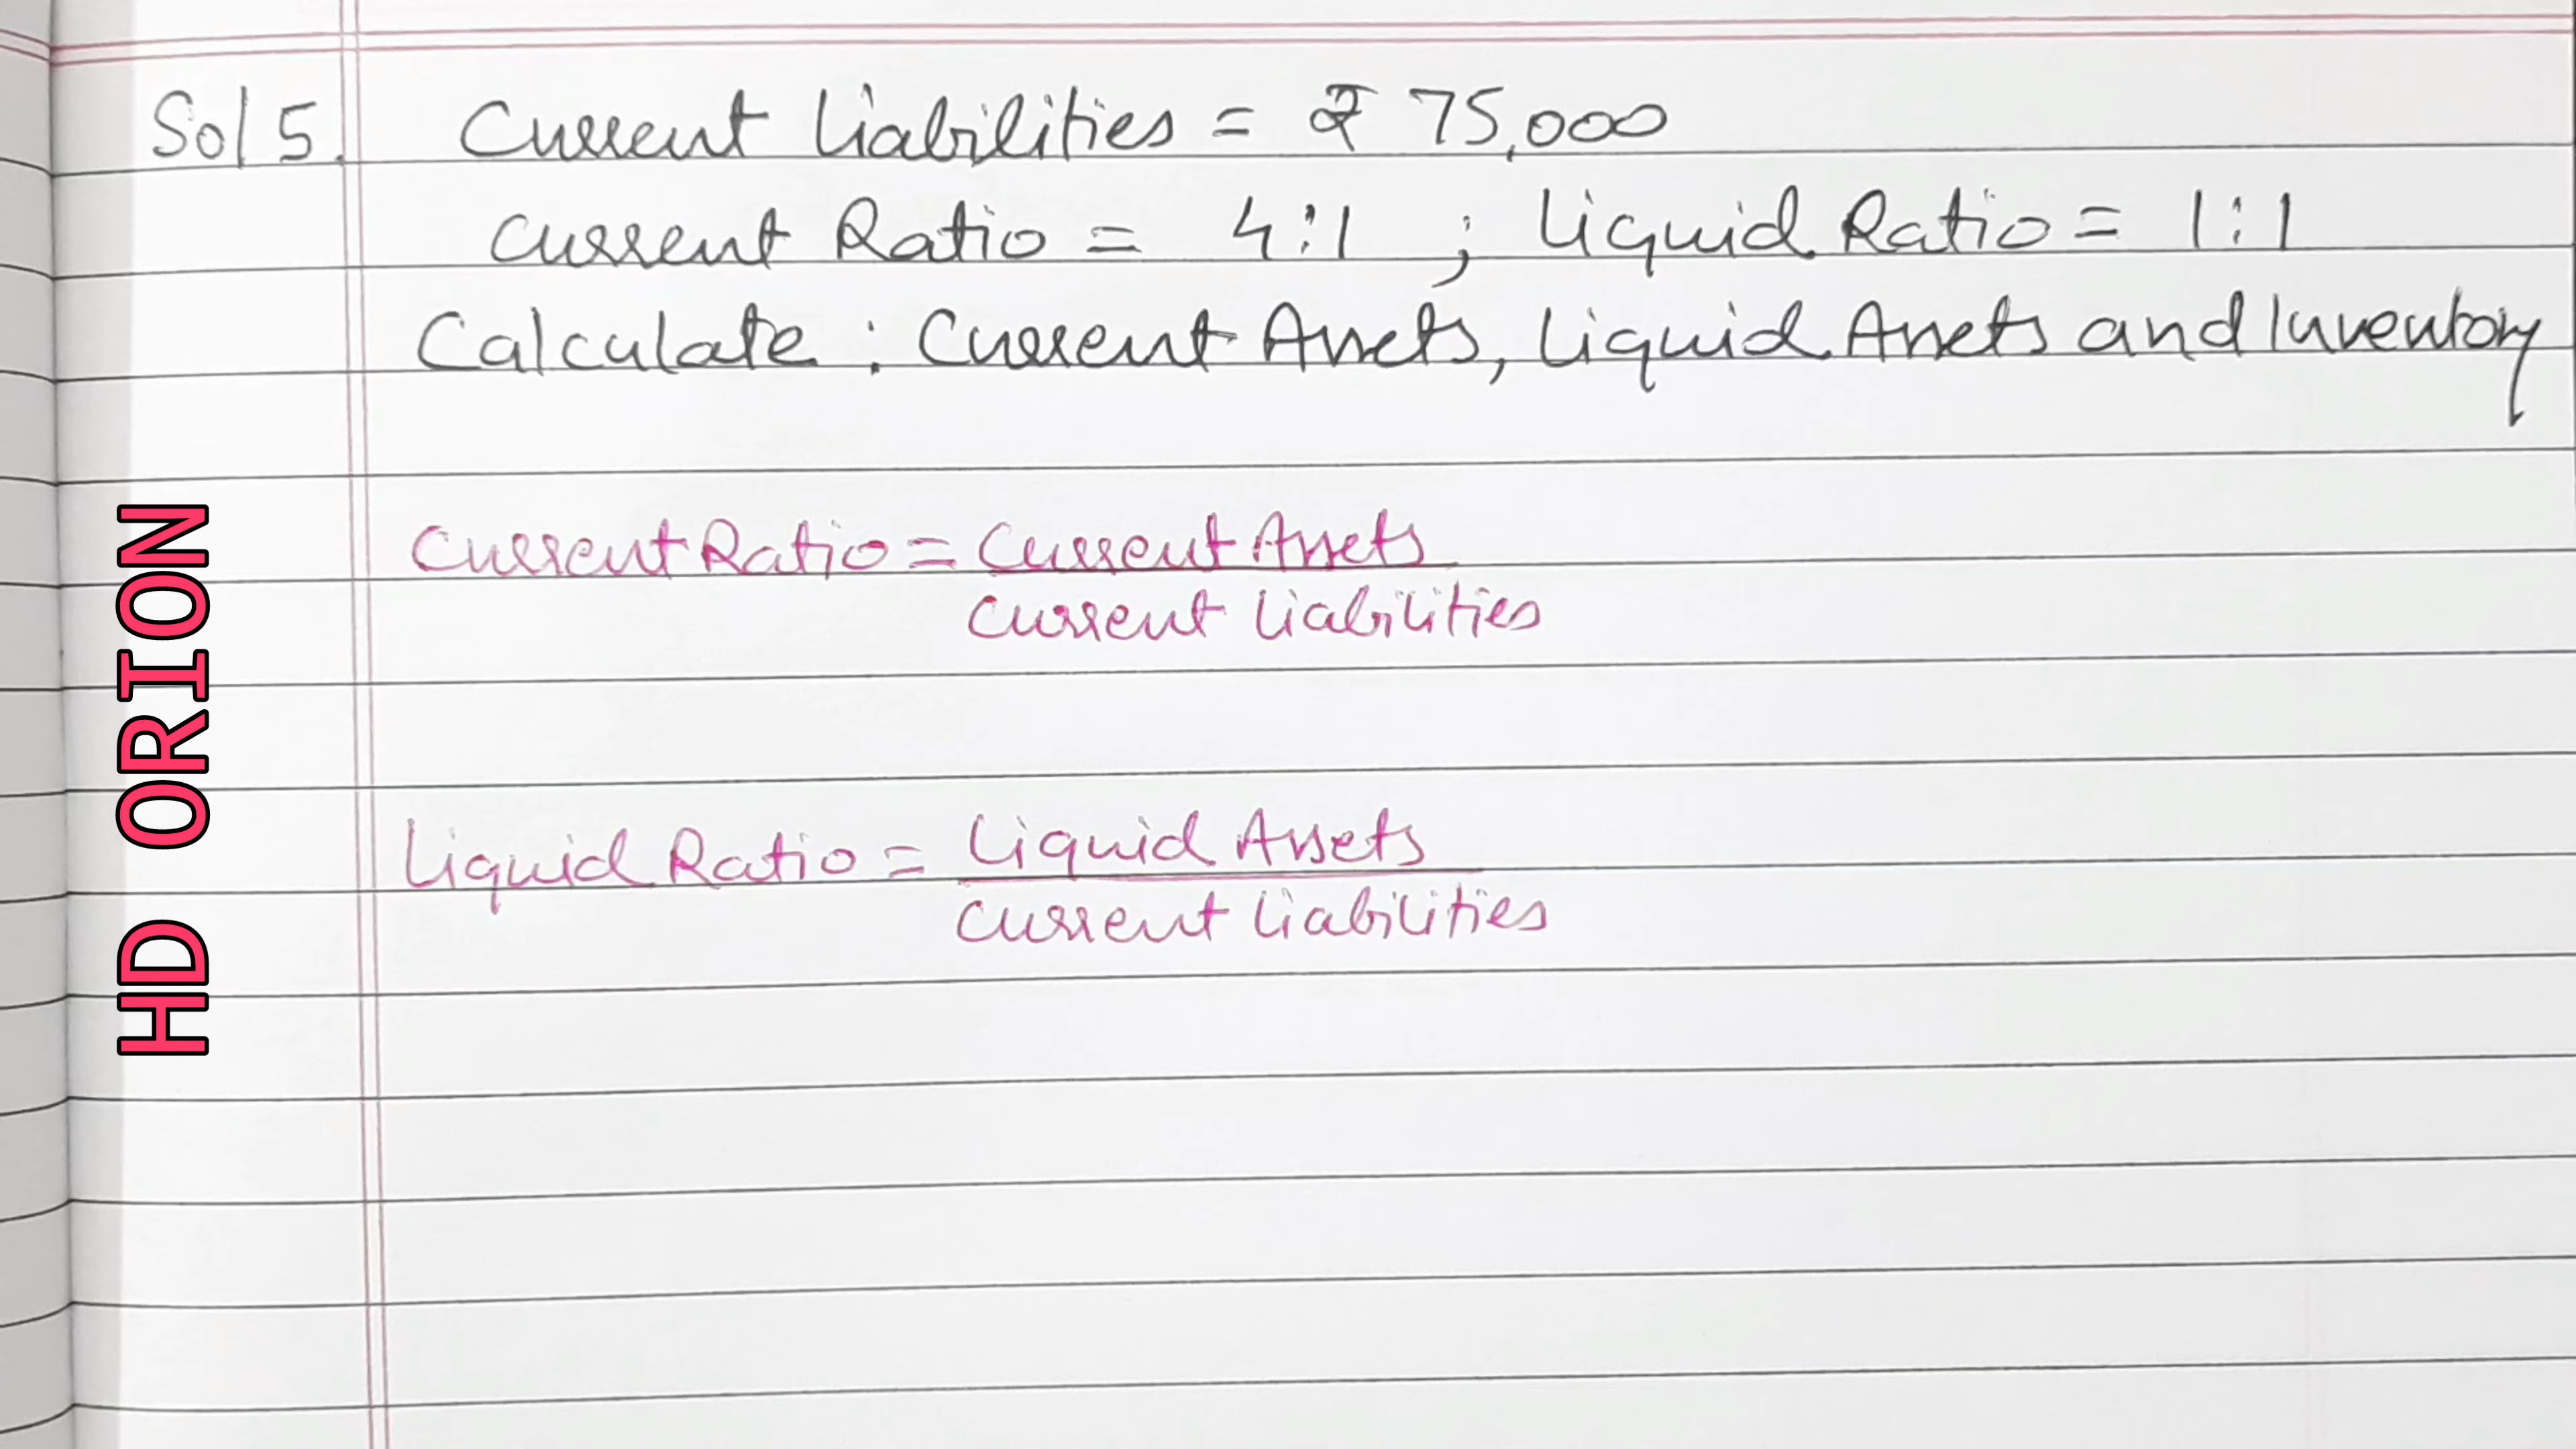 Sol 5. Current Liabilities = ₹ 75,000
Current Ratio = 4:1 ; Liquid Ratio = 1:1
Calculate : Current Assets, Liquid Assets and Inventory
Current Ratio = Current Assets
Current Liabilities
Liquid Ratio = Liquid Assets
Current Liabilities
HD ORION